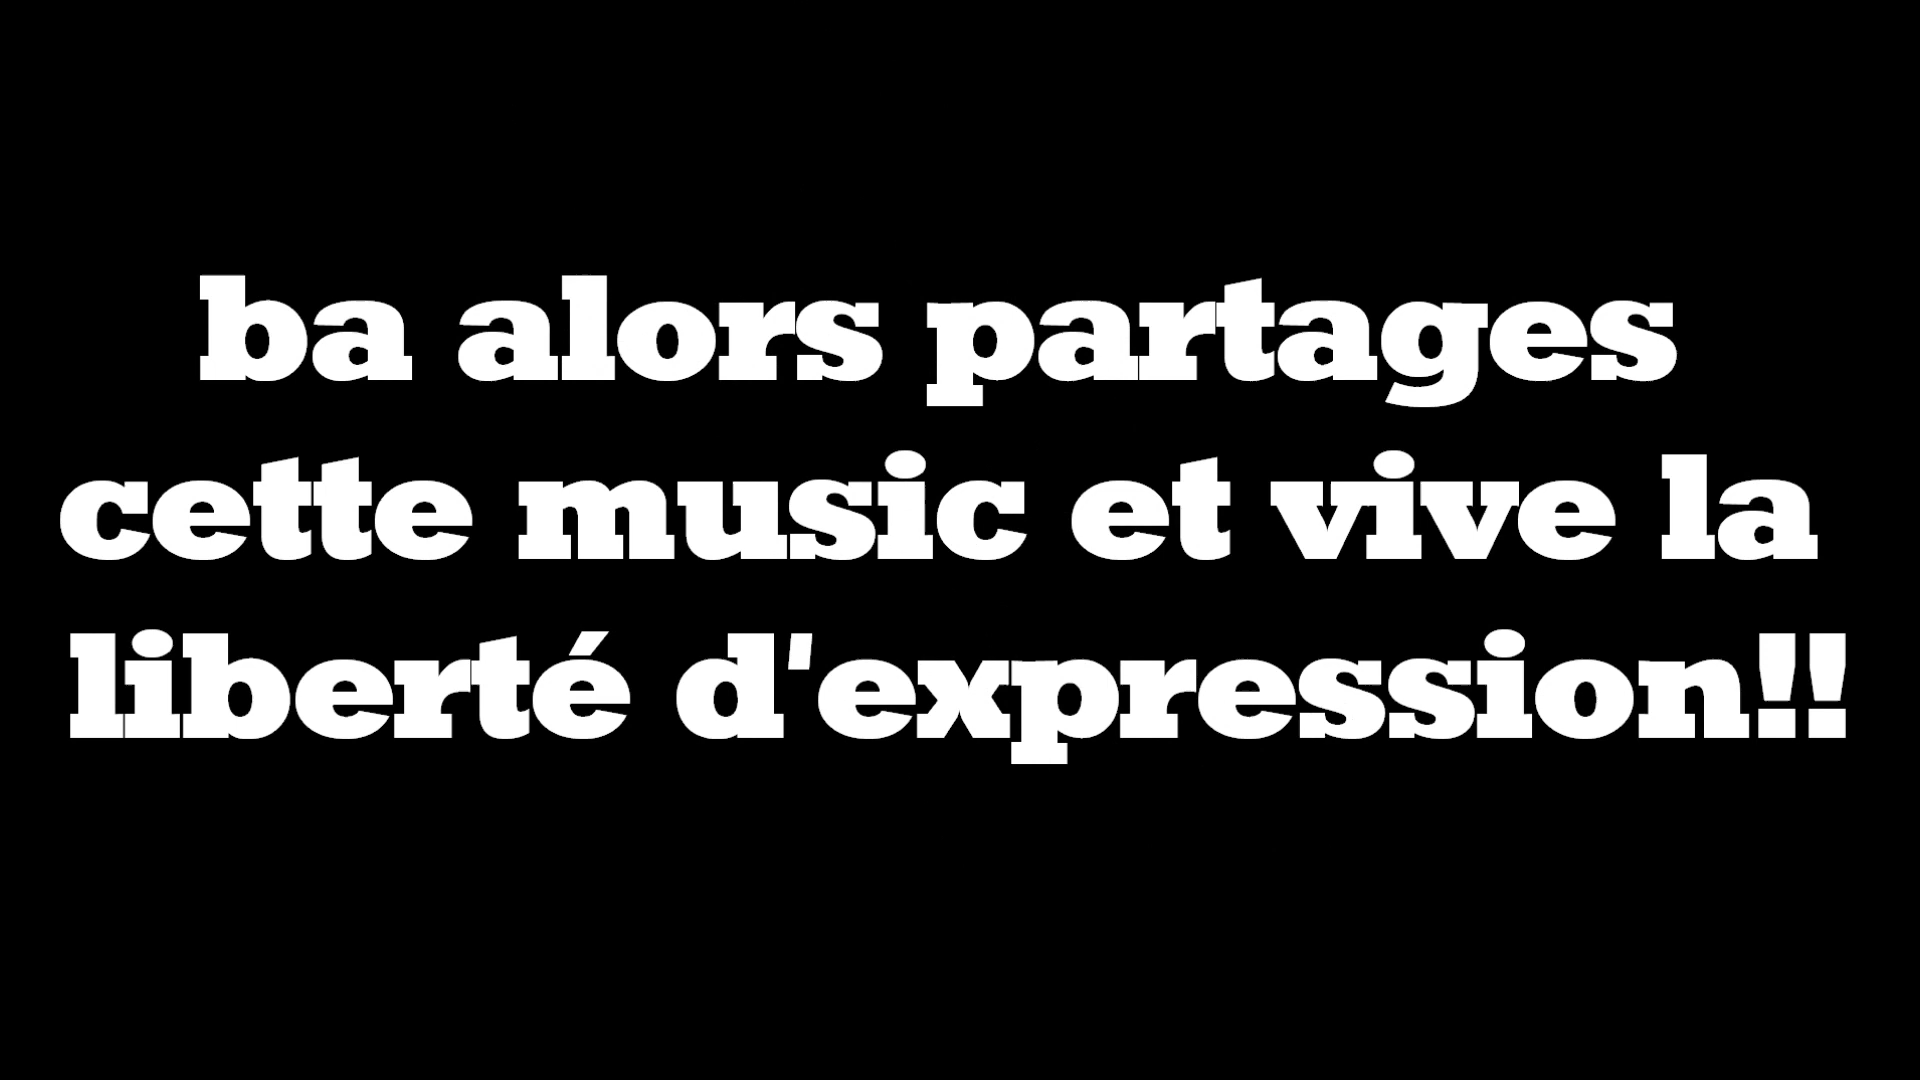 ba alors partages
cette music et vive la
liberté d'expression!!